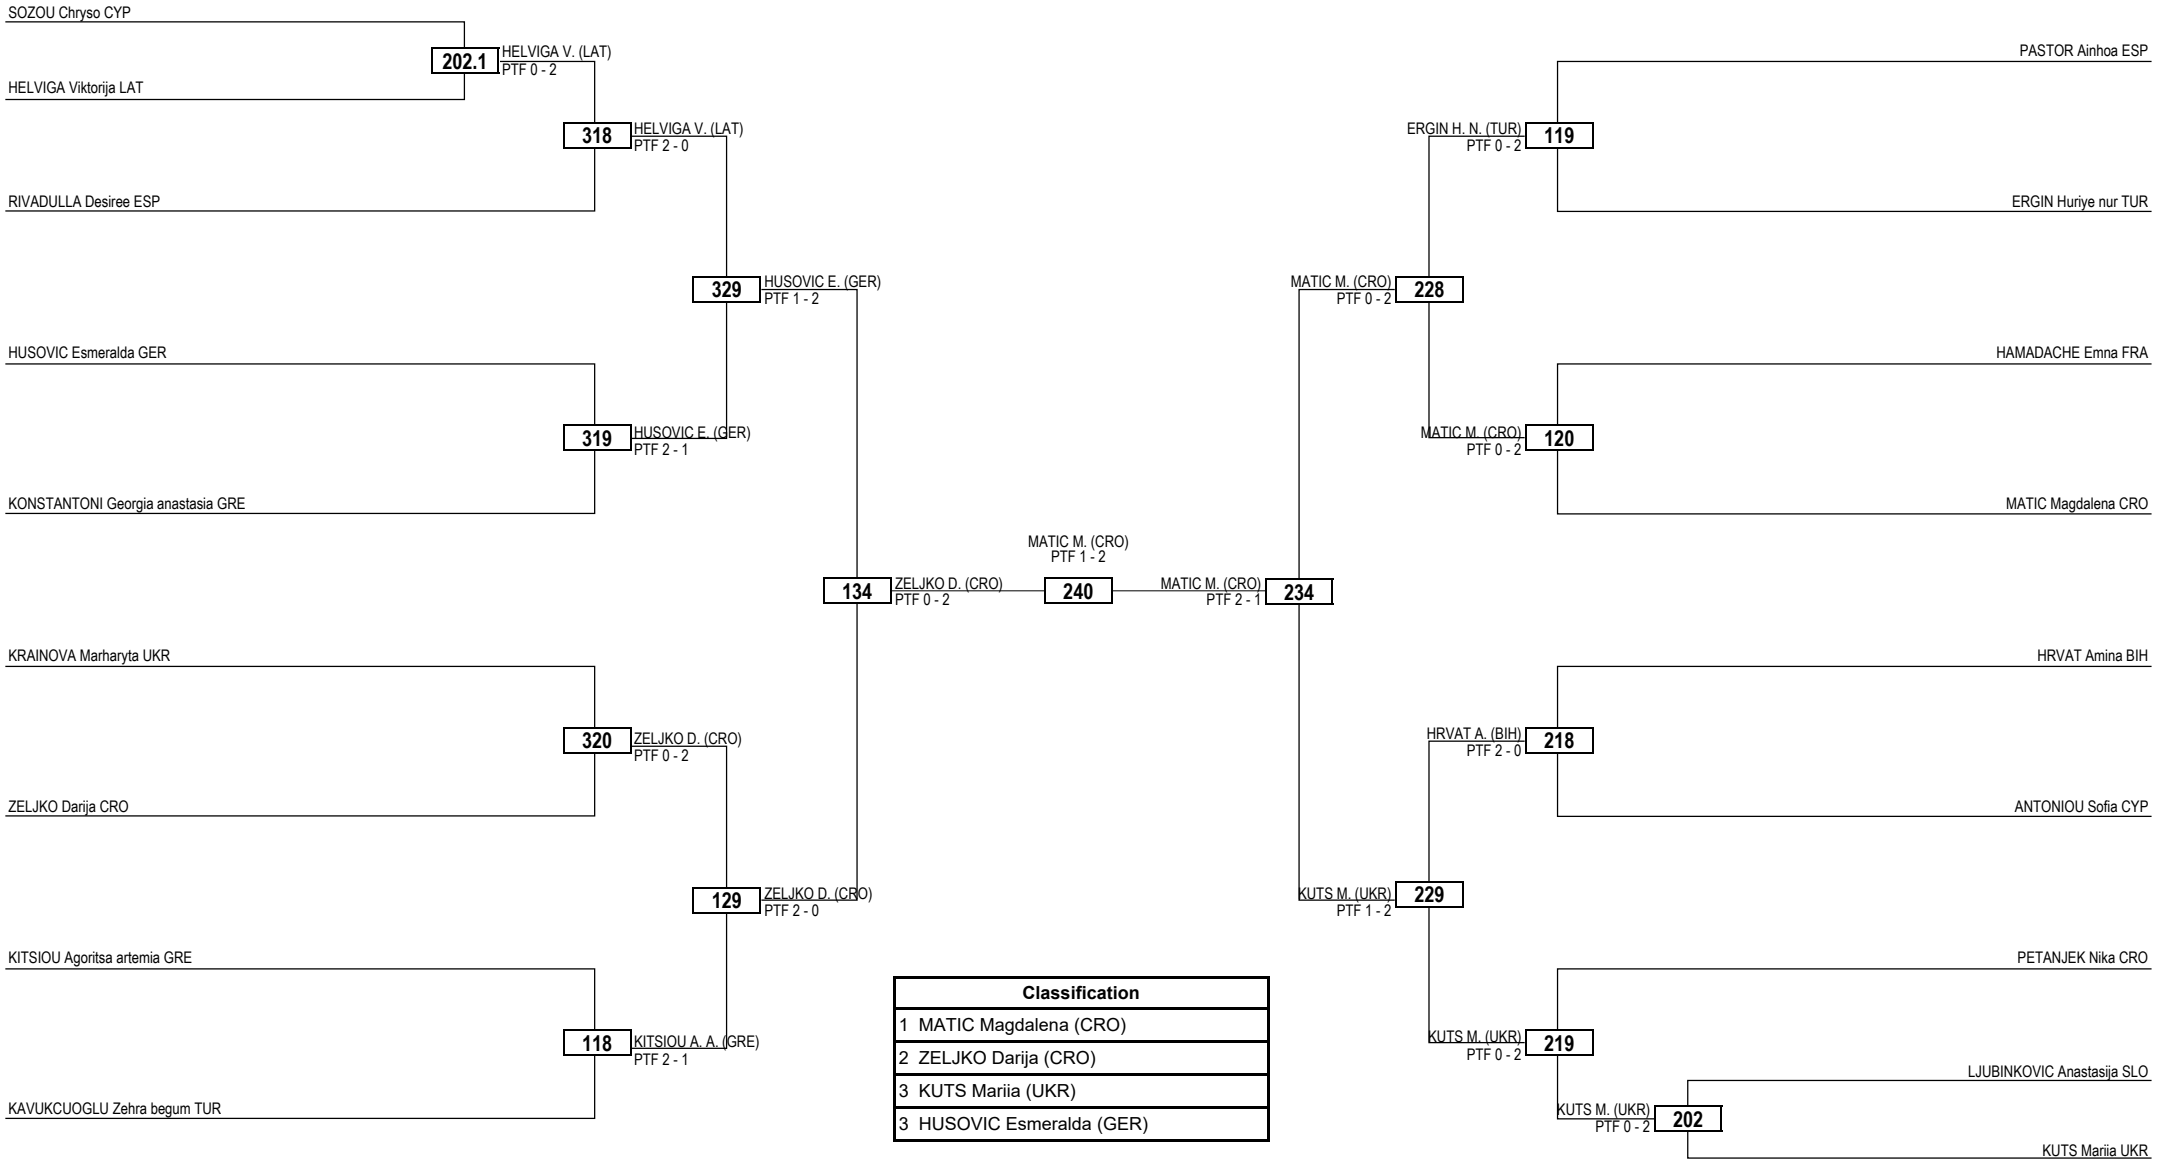 SOZOU Chryso CYP
202.1
HELVIGA V. (LAT)
PTF 0 - 2
HELVIGA Viktorija LAT
318
HELVIGA V. (LAT)
PTF 2 - 0
RIVADULLA Desiree ESP
329
HUSOVIC E. (GER)
PTF 1 - 2
HUSOVIC Esmeralda GER
319
HUSOVIC E. (GER)
PTF 2 - 1
KONSTANTONI Georgia anastasia GRE
134
ZELJKO D. (CRO)
PTF 0 - 2
KRAINOVA Marharyta UKR
320
ZELJKO D. (CRO)
PTF 0 - 2
ZELJKO Darija CRO
129
ZELJKO D. (CRO)
PTF 2 - 0
KITSIOU Agoritsa artemia GRE
118
KITSIOU A. A. (GRE)
PTF 2 - 1
KAVUKCUOGLU Zehra begum TUR
MATIC M. (CRO)
PTF 1 - 2
240
PASTOR Ainhoa ESP
ERGIN H. N. (TUR)
PTF 0 - 2
119
ERGIN Huriye nur TUR
MATIC M. (CRO)
PTF 0 - 2
228
HAMADACHE Emna FRA
MATIC M. (CRO)
PTF 0 - 2
120
MATIC Magdalena CRO
MATIC M. (CRO)
PTF 2 - 1
234
HRVAT Amina BIH
HRVAT A. (BIH)
PTF 2 - 0
218
ANTONIOU Sofia CYP
KUTS M. (UKR)
PTF 1 - 2
229
PETANJEK Nika CRO
KUTS M. (UKR)
PTF 0 - 2
219
LJUBINKOVIC Anastasija SLO
KUTS M. (UKR)
PTF 0 - 2
202
KUTS Mariia UKR
Classification
1 MATIC Magdalena (CRO)
2 ZELJKO Darija (CRO)
3 KUTS Mariia (UKR)
3 HUSOVIC Esmeralda (GER)